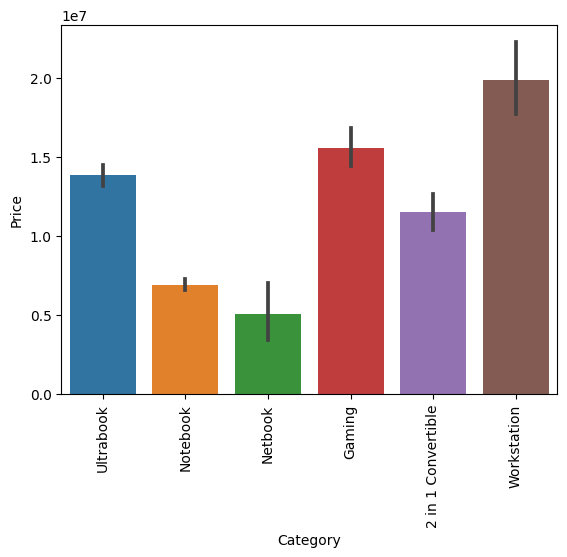 1e7
2.0
1.5
1.0
0.5
0.0
Price
Ultrabook
Notebook
Netbook
Gaming
2 in 1 Convertible
Workstation
Category